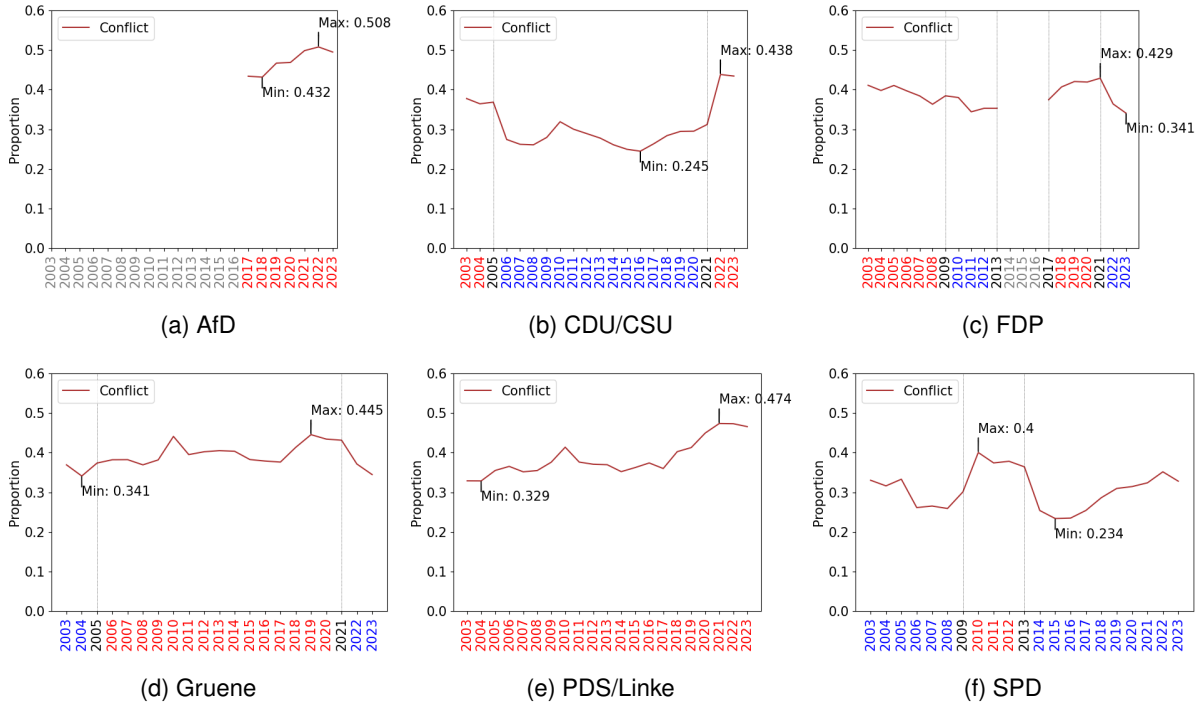 0.6
0.5
0.4
0.3
0.2
0.1
0.0
Proportion
Conflict
Max: 0.508
Min: 0.432
2003 2004 2005 2006 2007 2008 2009 2010 2011 2012 2013 2014 2015 2016 2017 2018 2019 2020 2021 2022 2023
(a) AfD
0.6
0.5
0.4
0.3
0.2
0.1
0.0
Proportion
Conflict
Max: 0.438
Min: 0.245
2003 2004 2005 2006 2007 2008 2009 2010 2011 2012 2013 2014 2015 2016 2017 2018 2019 2020 2021 2022 2023
(b) CDU/CSU
0.6
0.5
0.4
0.3
0.2
0.1
0.0
Proportion
Conflict
Max: 0.429
Min: 0.341
2003 2004 2005 2006 2007 2008 2009 2010 2011 2012 2013 2014 2015 2016 2017 2018 2019 2020 2021 2022 2023
(c) FDP
0.6
0.5
0.4
0.3
0.2
0.1
0.0
Proportion
Conflict
Max: 0.445
Min: 0.341
2003 2004 2005 2006 2007 2008 2009 2010 2011 2012 2013 2014 2015 2016 2017 2018 2019 2020 2021 2022 2023
(d) Gruene
0.6
0.5
0.4
0.3
0.2
0.1
0.0
Proportion
Conflict
Max: 0.474
Min: 0.329
2003 2004 2005 2006 2007 2008 2009 2010 2011 2012 2013 2014 2015 2016 2017 2018 2019 2020 2021 2022 2023
(e) PDS/Linke
0.6
0.5
0.4
0.3
0.2
0.1
0.0
Proportion
Conflict
Max: 0.4
Min: 0.234
2003 2004 2005 2006 2007 2008 2009 2010 2011 2012 2013 2014 2015 2016 2017 2018 2019 2020 2021 2022 2023
(f) SPD